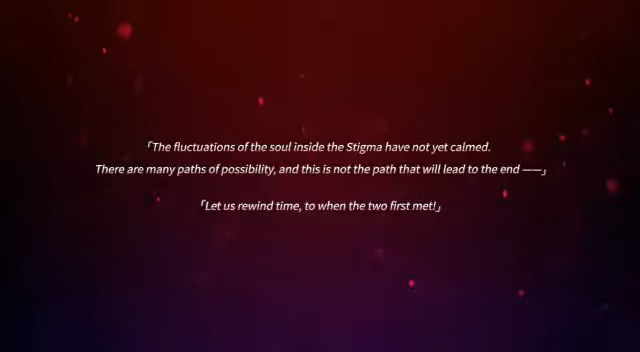 「The fluctuations of the soul inside the Stigma have not yet calmed.
There are many paths of possibility, and this is not the path that will lead to the end ——」
「Let us rewind time, to when the two first met!」